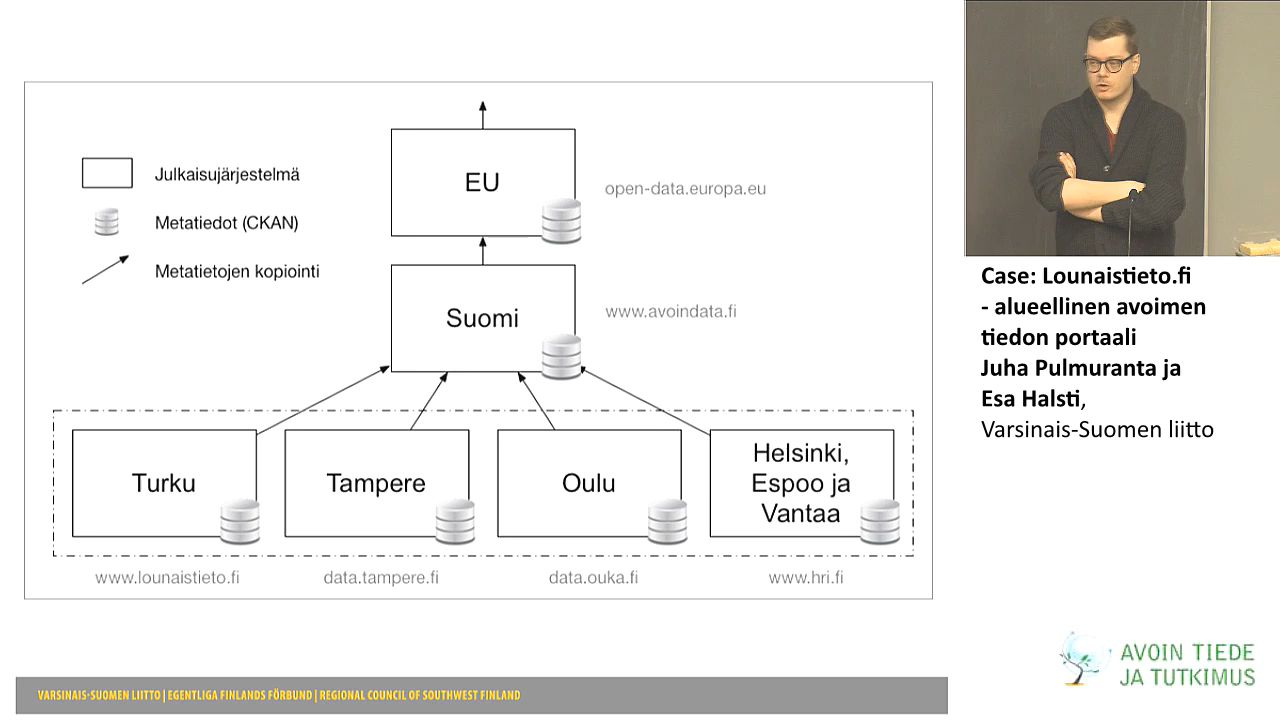 Julkaisujärjestelmä
Metatiedot (CKAN)
Metatietojen kopiointi
EU
open-data.europa.eu
Suomi
www.avoindata.fi
Turku
Tampere
Oulu
Helsinki,
Espoo ja
Vantaa
www.lounaistieto.fi
data.tampere.fi
data.ouka.fi
www.hri.fi
VARSINAIS-SUOMEN LIITTO | EGENTLIGA FINLANDS FÖRBUND | REGIONAL COUNCIL OF SOUTHWEST FINLAND
Case: Lounaistieto.fi
- alueellinen avoimen
tiedon portaali
Juha Pulmuranta ja
Esa Halsti,
Varsinais-Suomen liitto
AVOIN TIEDE
JA TUTKIMUS